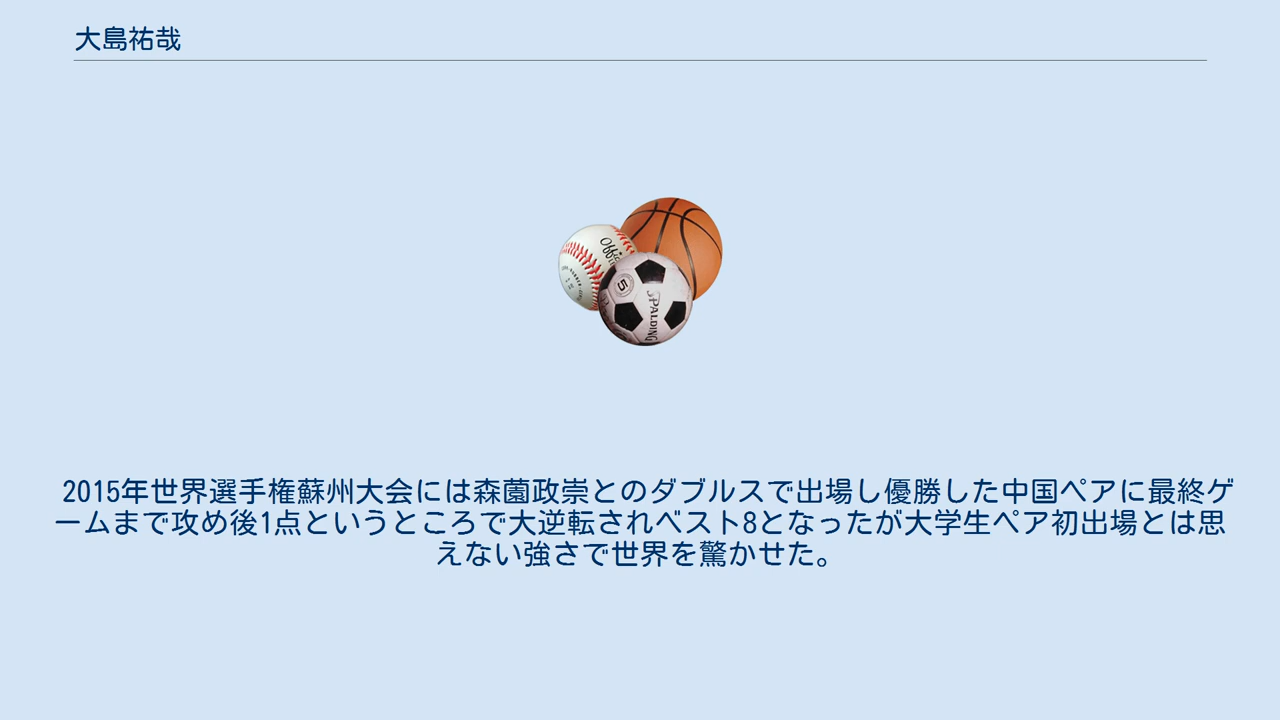 大島祐哉
Offici
5
SPALDING
2015年世界選手権蘇州大会には森薗政崇とのダブルスで出場し優勝した中国ペアに最終ゲ
ームまで攻め後1点というところで大逆転されベスト8となったが大学生ペア初出場とは思
えない強さで世界を驚かせた。